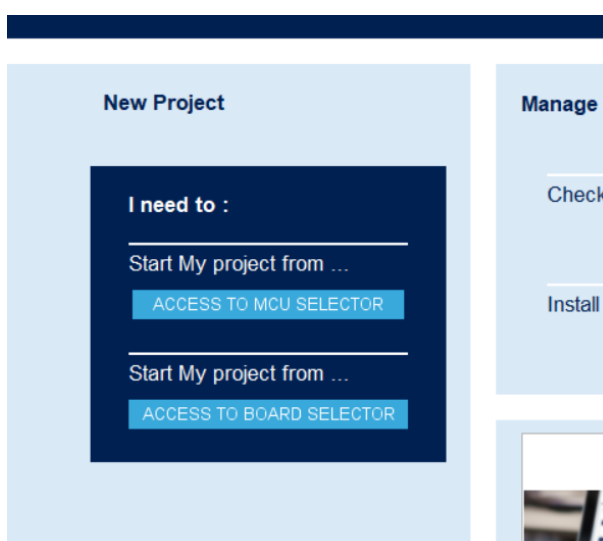 New Project
I need to :
Start My project from ...
ACCESS TO MCU SELECTOR
Start My project from ...
ACCESS TO BOARD SELECTOR
Manage
Check
Install